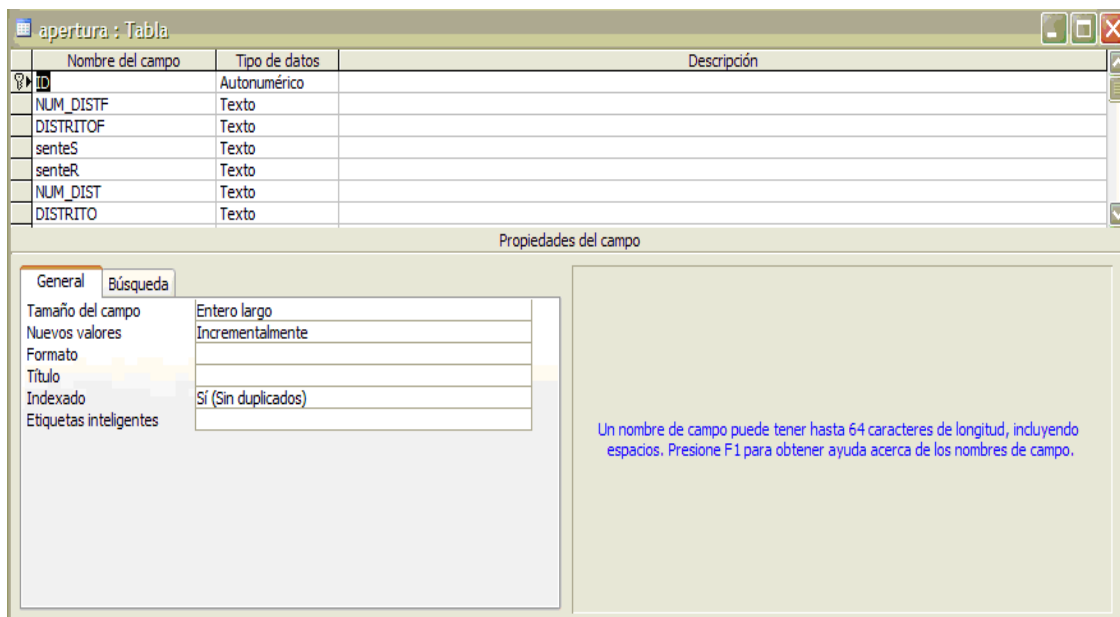 apertura : Tabla
Nombre del campo Tipo de datos Descripción
ID Autonumérico
NUM_DISTF Texto
DISTRITOF Texto
senteS Texto
senteR Texto
NUM_DIST Texto
DISTRITO Texto
Propiedades del campo
General Búsqueda
Tamaño del campo Entero largo
Nuevos valores Incrementalmente
Formato
Título
Indexado Sí (Sin duplicados)
Etiquetas inteligentes
Un nombre de campo puede tener hasta 64 caracteres de longitud, incluyendo
espacios. Presione F1 para obtener ayuda acerca de los nombres de campo.